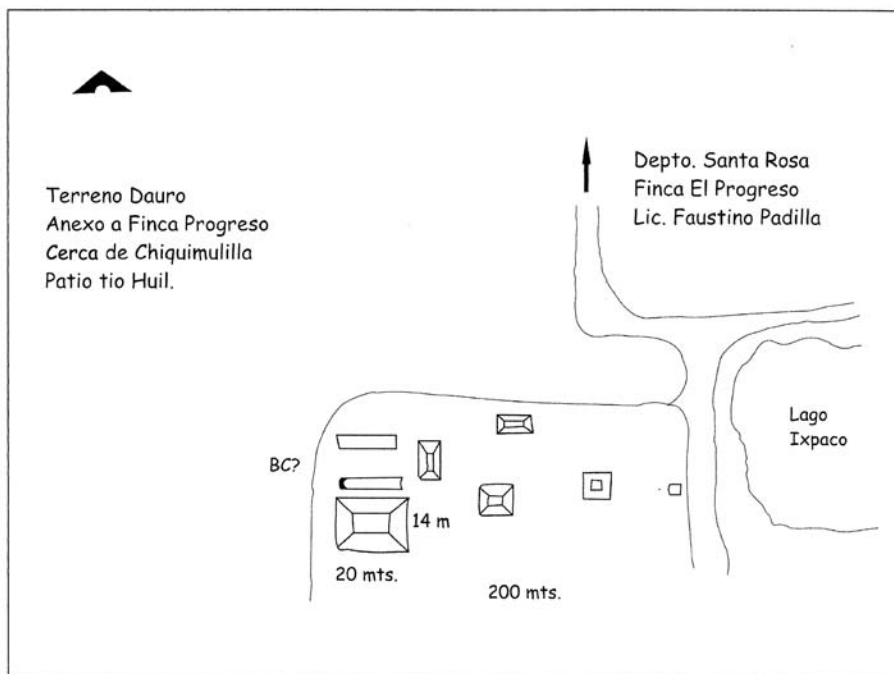 Terreno Dauro
Anexo a Finca Progreso
Cerca de Chiquimulilla
Patio tio Huil.
Depto. Santa Rosa
Finca El Progreso
Lic. Faustino Padilla
Lago
Ixpaco
BC?
14 m
20 mts.
200 mts.